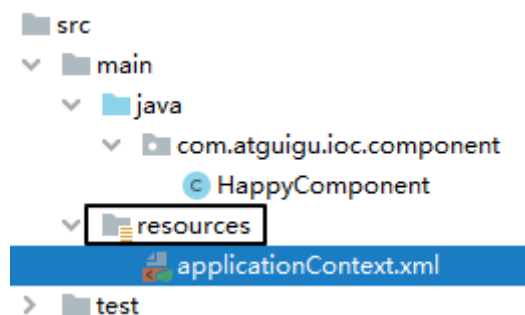 src
main
java
com.atguigu.ioc.component
C HappyComponent
resources
applicationContext.xml
test